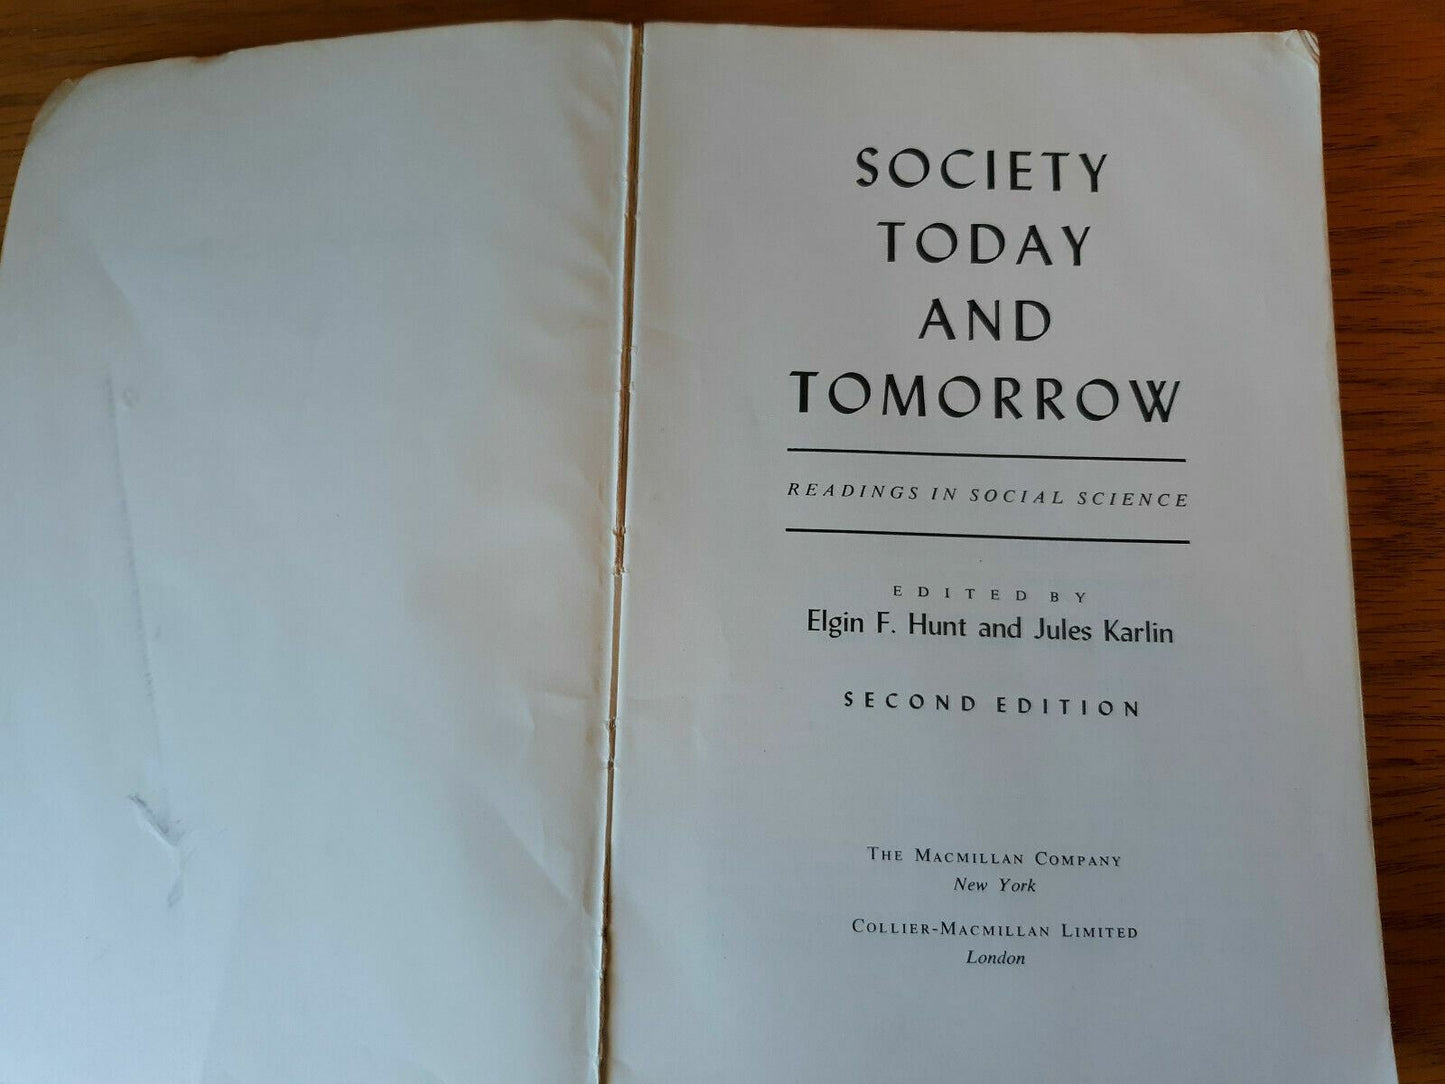 SOCIETY
TODAY
AND
TOMORROW
READINGS IN SOCIAL SCIENCE
EDITED BY
Elgin F. Hunt and Jules Karlin
SECOND EDITION
THE MACMILLAN COMPANY
New York
COLLIER-MACMILLAN LIMITED
London